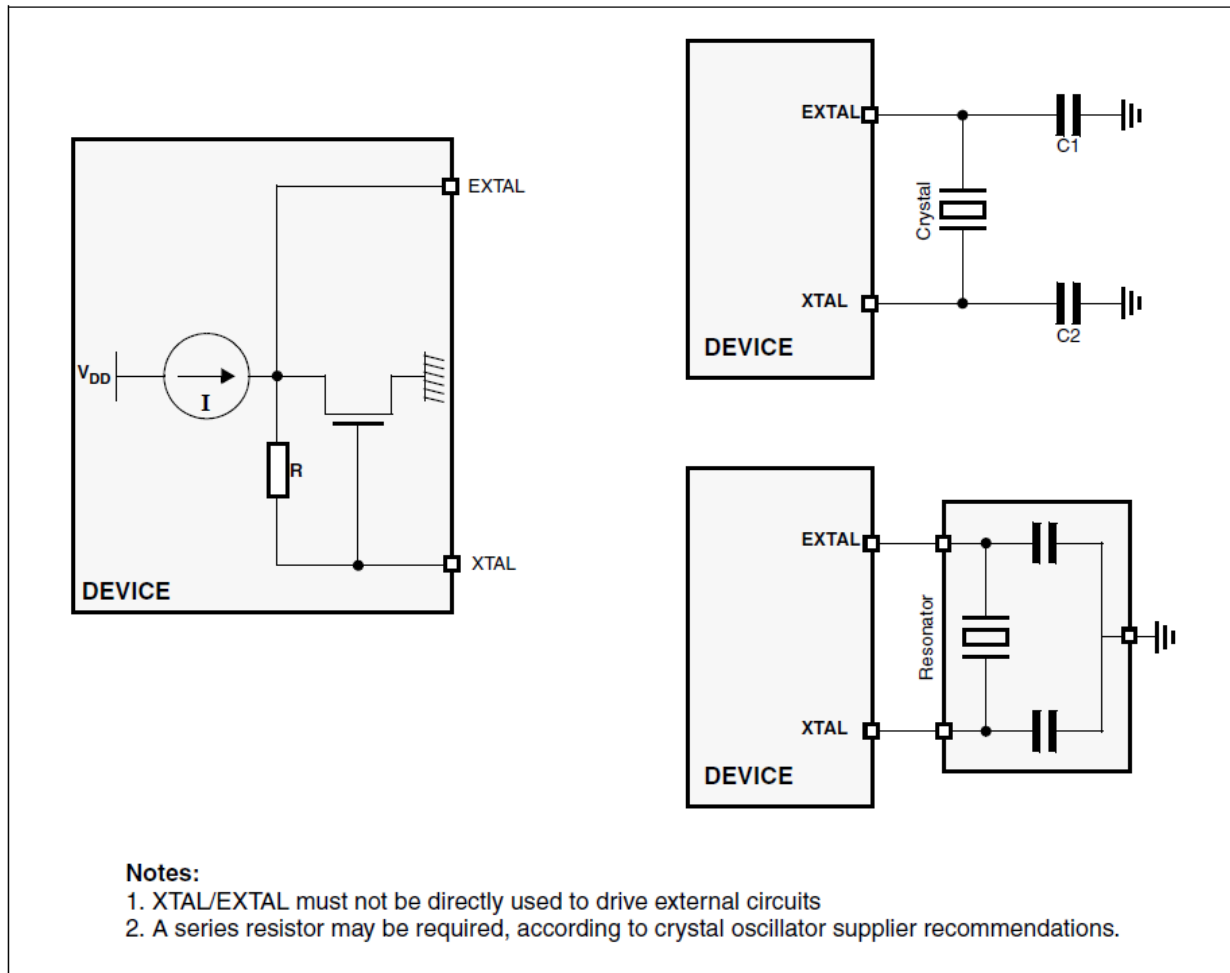 EXTAL
V_DD
I
R
XTAL
DEVICE
EXTAL
C1
Crystal
XTAL
C2
DEVICE
EXTAL
Resonator
XTAL
DEVICE
Notes:
1. XTAL/EXTAL must not be directly used to drive external circuits
2. A series resistor may be required, according to crystal oscillator supplier recommendations.